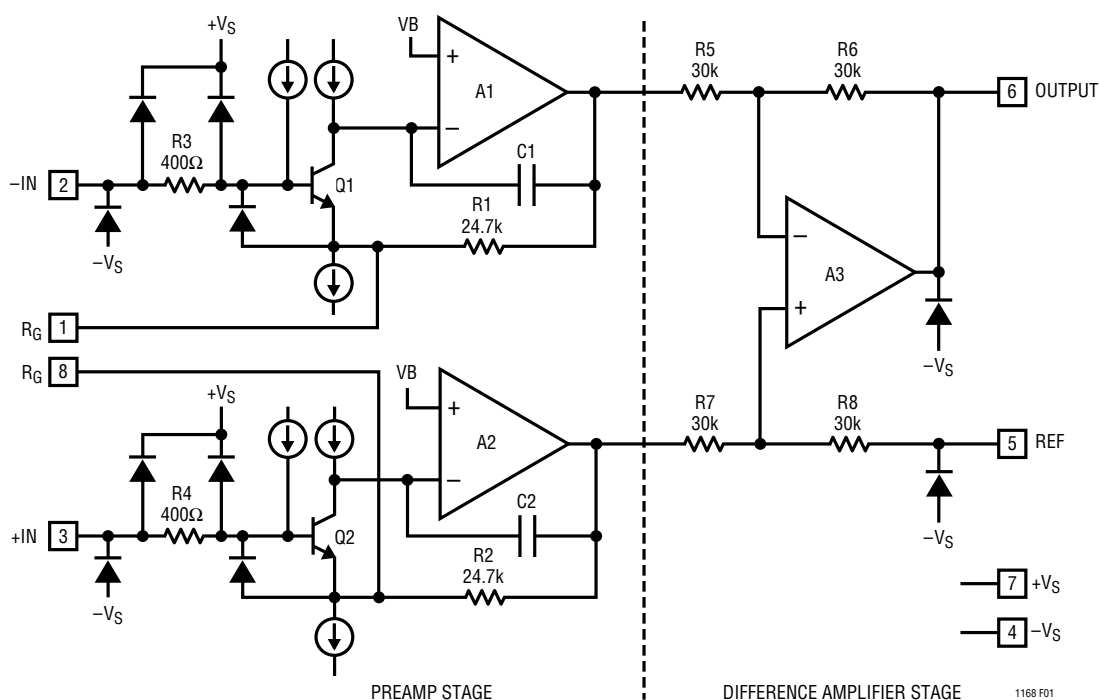 +VS
VB
R5
30k
R6
30k
6 OUTPUT
A1
+
−
R3
400Ω
C1
−IN 2
Q1
R1
24.7k
−VS
−
A3
+
RG 1
RG 8
−VS
VB
+VS
R7
30k
R8
30k
+
A2
−
5 REF
R4
400Ω
C2
+IN 3
Q2
R2
24.7k
−VS
−VS
7 +VS
4 −VS
PREAMP STAGE
DIFFERENCE AMPLIFIER STAGE
1168 F01